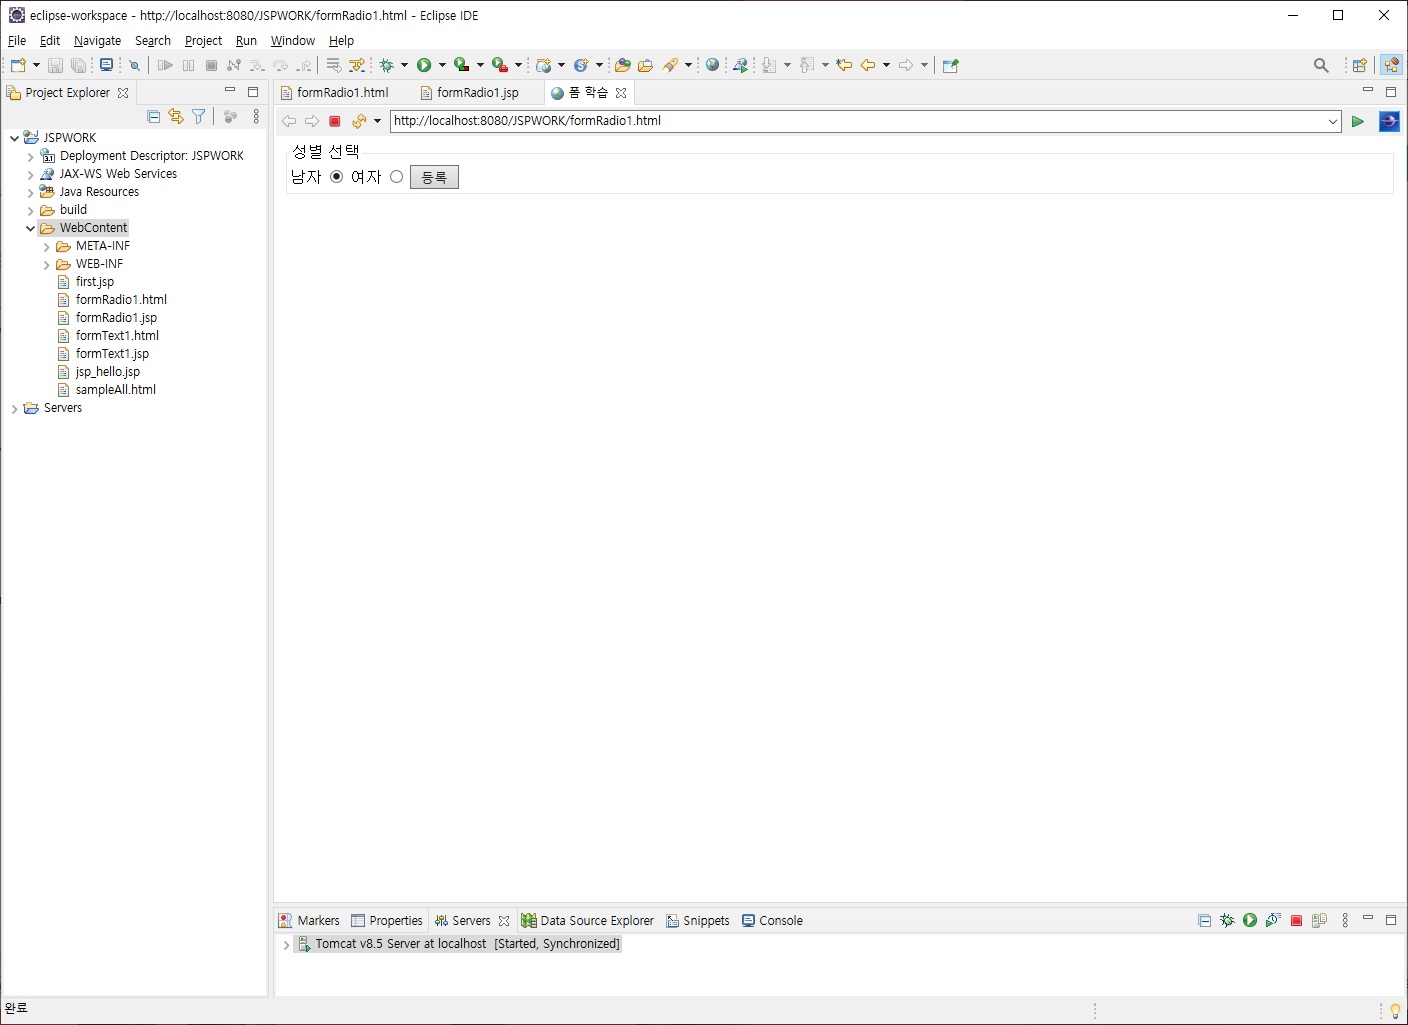 eclipse-workspace - http://localhost:8080/JSPWORK/formRadio1.html - Eclipse IDE
File Edit Navigate Search Project Run Window Help
Project Explorer
formRadio1.html formRadio1.jsp 폼 학습
http://localhost:8080/JSPWORK/formRadio1.html
JSPWORK
Deployment Descriptor: JSPWORK
JAX-WS Web Services
Java Resources
build
WebContent
META-INF
WEB-INF
first.jsp
formRadio1.html
formRadio1.jsp
formText1.html
formText1.jsp
jsp_hello.jsp
sampleAll.html
Servers
성별 선택
남자 여자 등록
Markers Properties Servers Data Source Explorer Snippets Console
Tomcat v8.5 Server at localhost [Started, Synchronized]
완료